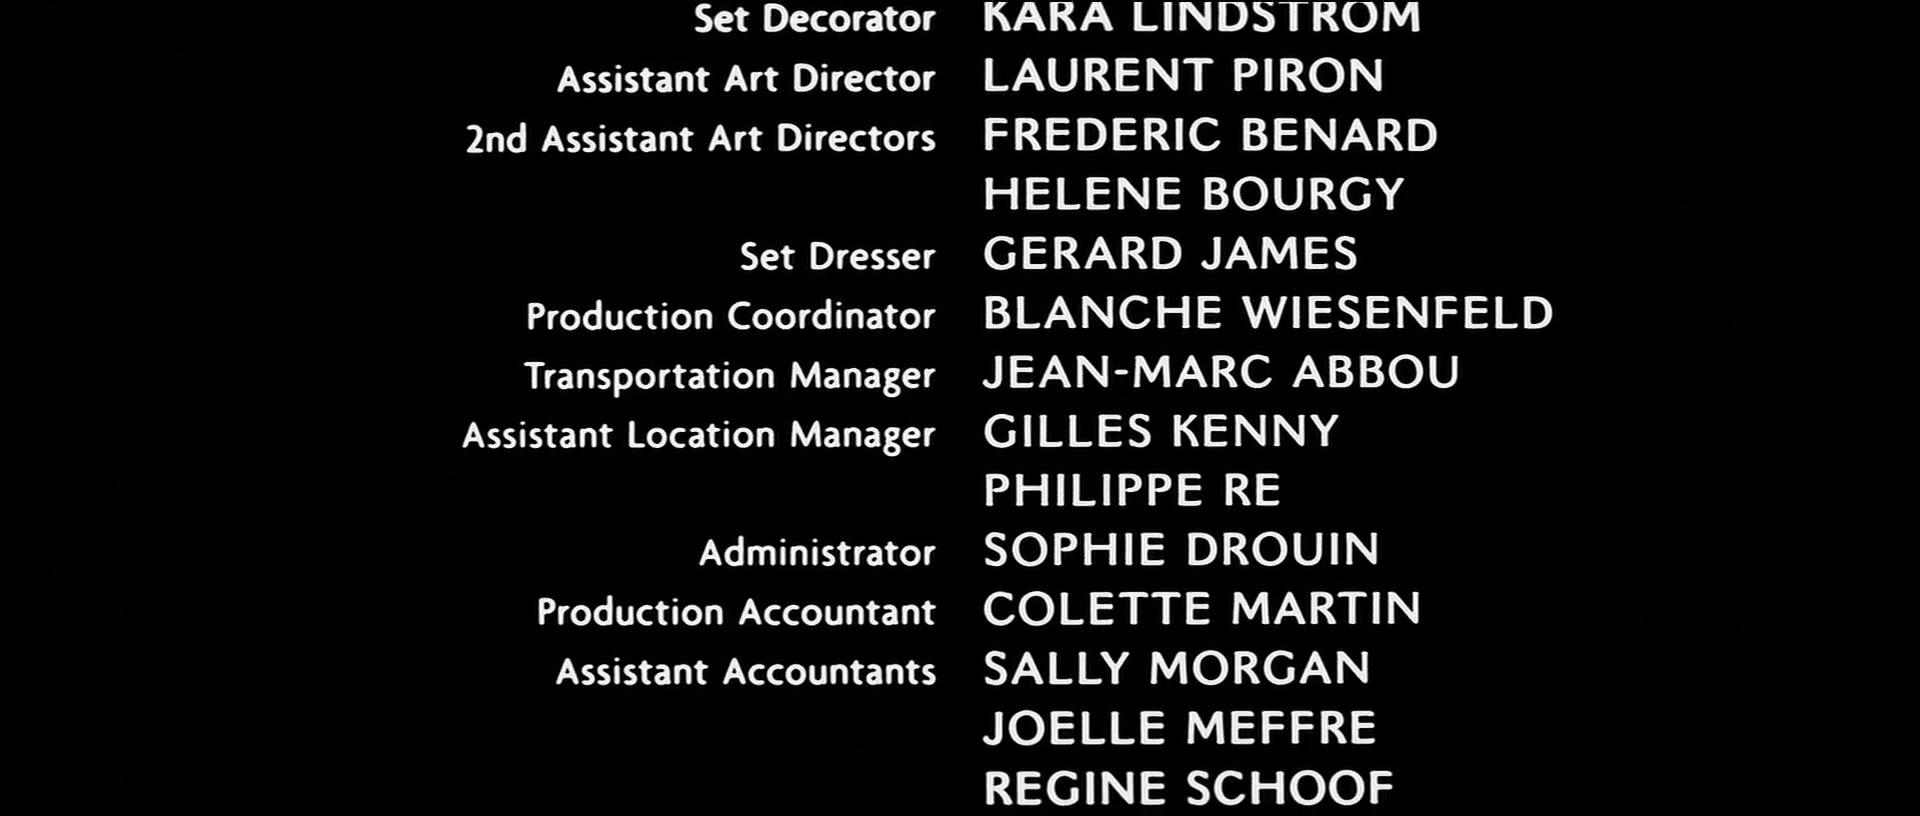 Set Decorator KARA LINDSTROM
Assistant Art Director LAURENT PIRON
2nd Assistant Art Directors FREDERIC BENARD
HELENE BOURGY
Set Dresser GERARD JAMES
Production Coordinator BLANCHE WIESENFELD
Transportation Manager JEAN-MARC ABBOU
Assistant Location Manager GILLES KENNY
PHILIPPE RE
Administrator SOPHIE DROUIN
Production Accountant COLETTE MARTIN
Assistant Accountants SALLY MORGAN
JOELLE MEFFRE
REGINE SCHOOF